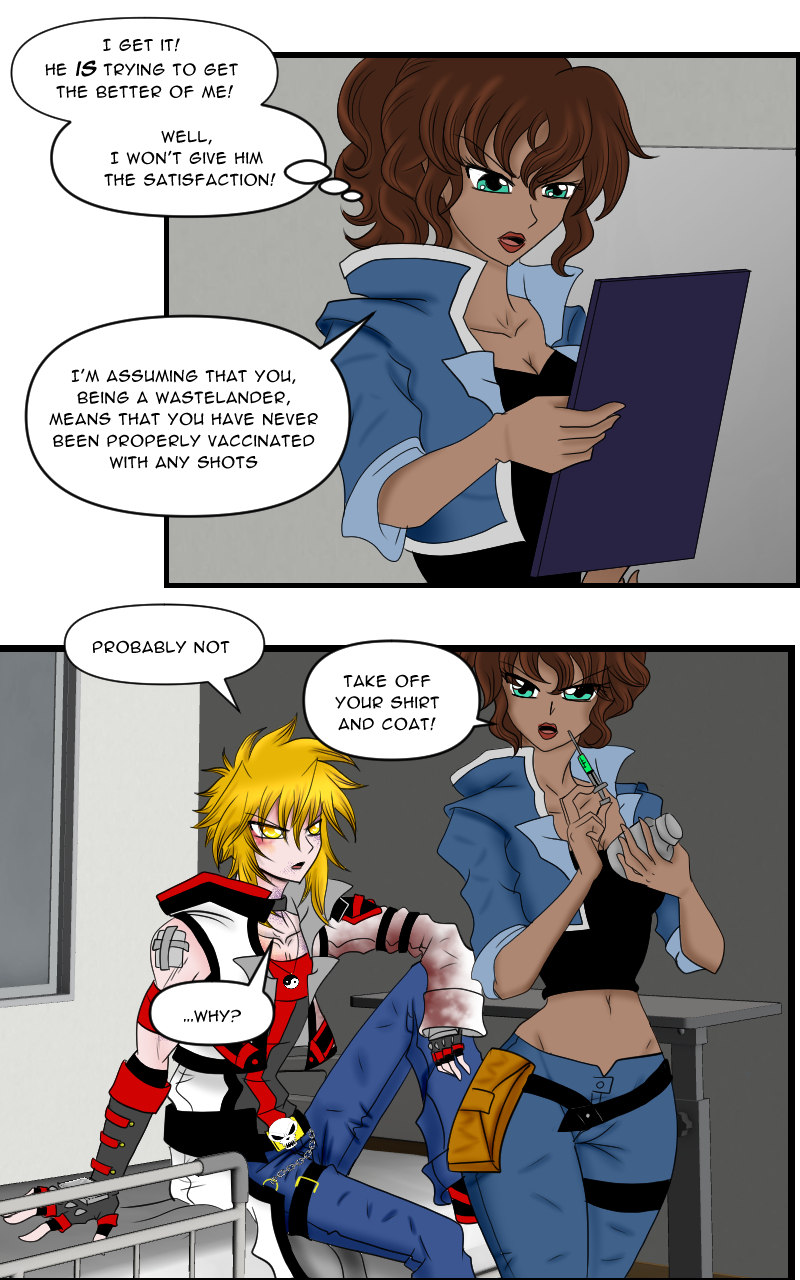 I GET IT!
HE IS TRYING TO GET
THE BETTER OF ME!
WELL,
I WON'T GIVE HIM
THE SATISFACTION!
I'M ASSUMING THAT YOU,
BEING A WASTELANDER,
MEANS THAT YOU HAVE NEVER
BEEN PROPERLY VACCINATED
WITH ANY SHOTS
PROBABLY NOT
TAKE OFF
YOUR SHIRT
AND COAT!
...WHY?